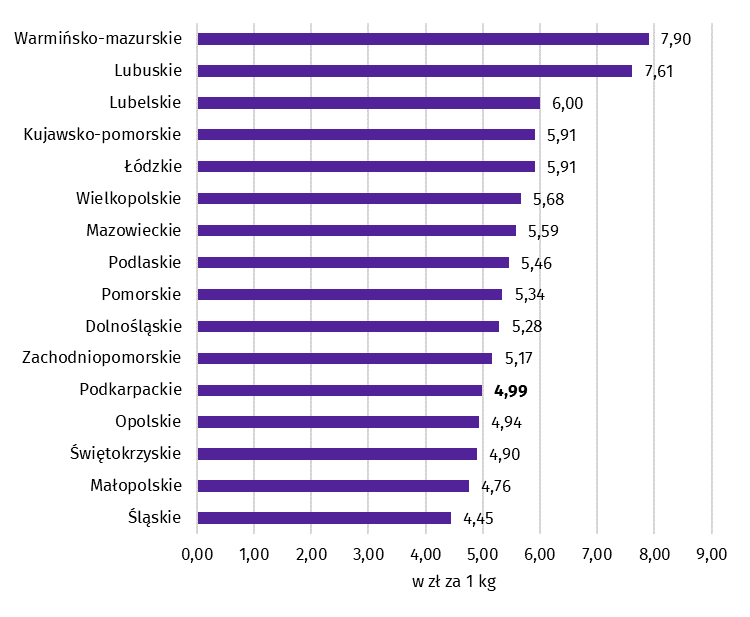 Warmińsko-mazurskie 7,90
Lubuskie 7,61
Lubelskie 6,00
Kujawsko-pomorskie 5,91
Łódzkie 5,91
Wielkopolskie 5,68
Mazowieckie 5,59
Podlaskie 5,46
Pomorskie 5,34
Dolnośląskie 5,28
Zachodniopomorskie 5,17
Podkarpackie 4,99
Opolskie 4,94
Świętokrzyskie 4,90
Małopolskie 4,76
Śląskie 4,45
0,00 1,00 2,00 3,00 4,00 5,00 6,00 7,00 8,00 9,00
w zł za 1 kg